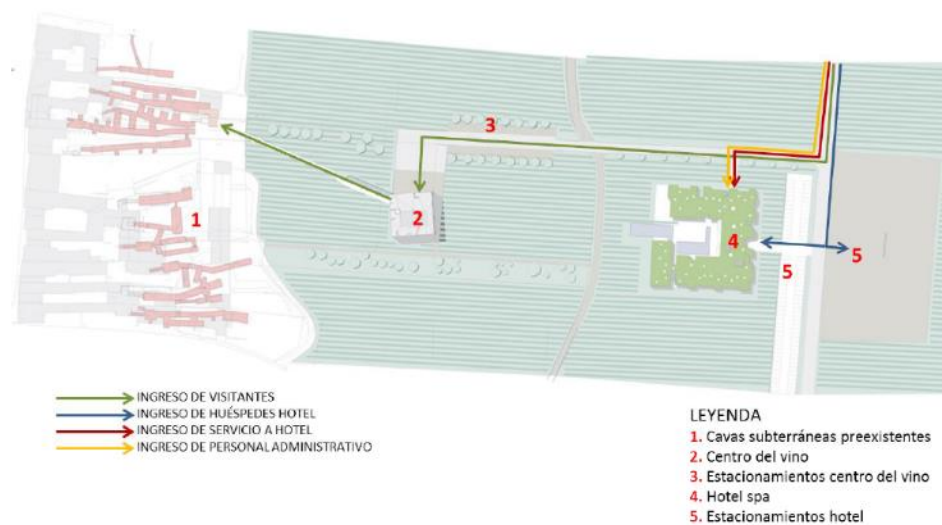 3
1
2
4
5
5
INGRESO DE VISITANTES
INGRESO DE HUÉSPEDES HOTEL
INGRESO DE SERVICIO A HOTEL
INGRESO DE PERSONAL ADMINISTRATIVO
LEYENDA
1. Cavas subterráneas preexistentes
2. Centro del vino
3. Estacionamientos centro del vino
4. Hotel spa
5. Estacionamientos hotel